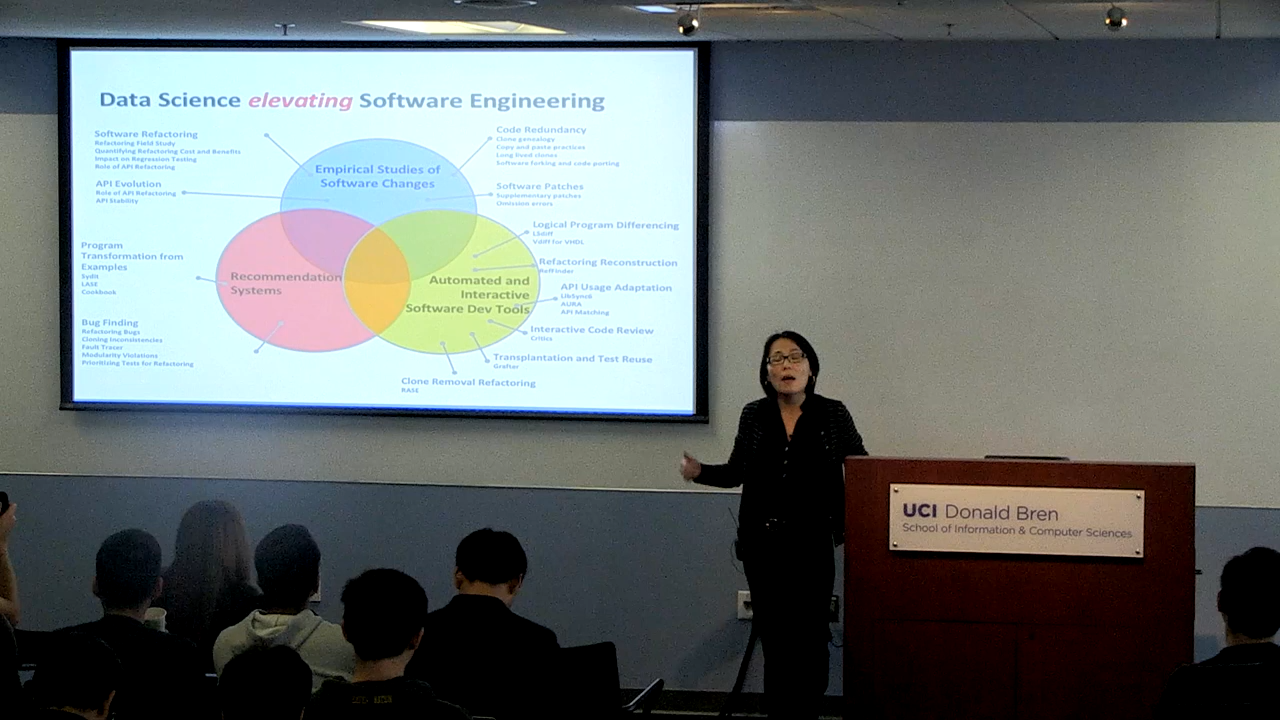 Data Science elevating Software Engineering
Software Refactoring
Refactoring Field Study
Quantifying Refactoring Cost and Benefits
Impact on Regression Testing
Role of API Refactoring
API Evolution
Role of API Refactoring
API Stability
Program
Transformation from
Examples
Sydit
LASE
Cookbook
Bug Finding
Refactoring Bugs
Cloning Inconsistencies
Fault Tracer
Modularity Violations
Prioritizing Tests for Refactoring
Empirical Studies of
Software Changes
Recommendation
Systems
Automated and
Interactive
Software Dev Tools
Code Redundancy
Clone genealogy
Copy and paste practices
Long lived clones
Software forking and code porting
Software Patches
Supplementary patches
Omission errors
Logical Program Differencing
LSdiff
Vdiff for VHDL
Refactoring Reconstruction
RefFinder
API Usage Adaptation
LibSync
AURA
API Matching
Interactive Code Review
Critics
Transplantation and Test Reuse
Grafter
Clone Removal Refactoring
RASE
UCI Donald Bren
School of Information & Computer Sciences